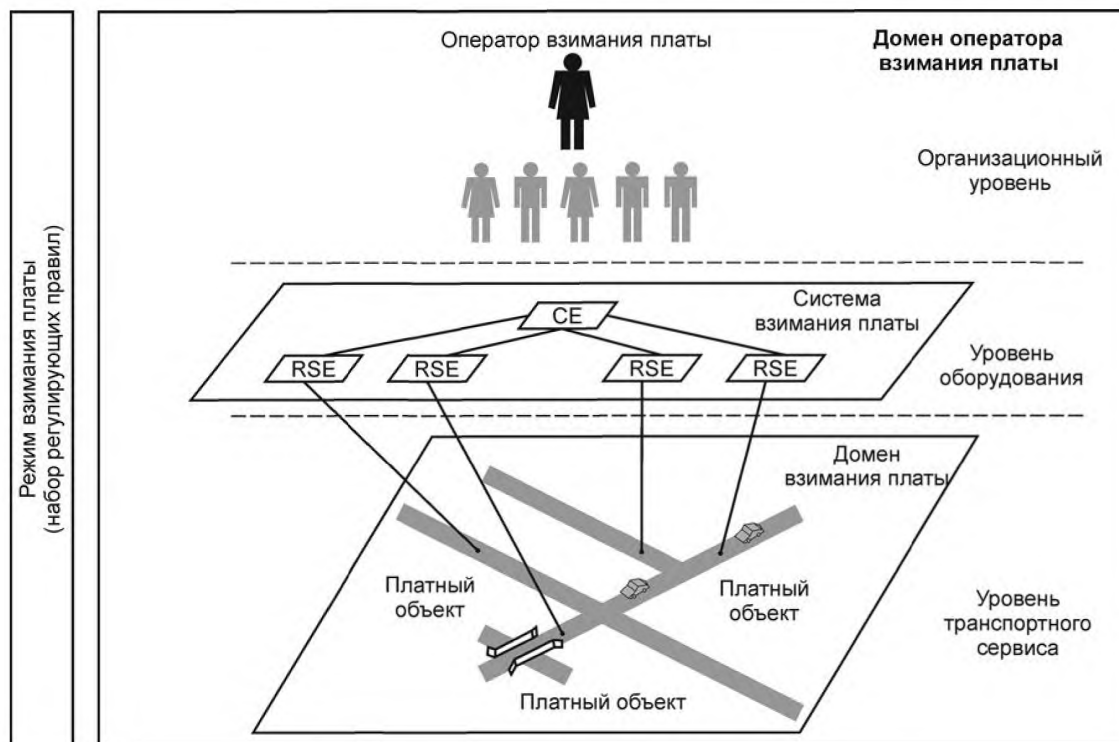 Режим взимания платы
(набор регулирующих правил)
Оператор взимания платы
Домен оператора
взимания платы
Организационный
уровень
Система
взимания платы
CE
RSE
RSE
RSE
RSE
Уровень
оборудования
Домен
взимания платы
Платный
объект
Платный
объект
Платный объект
Уровень
транспортного
сервиса